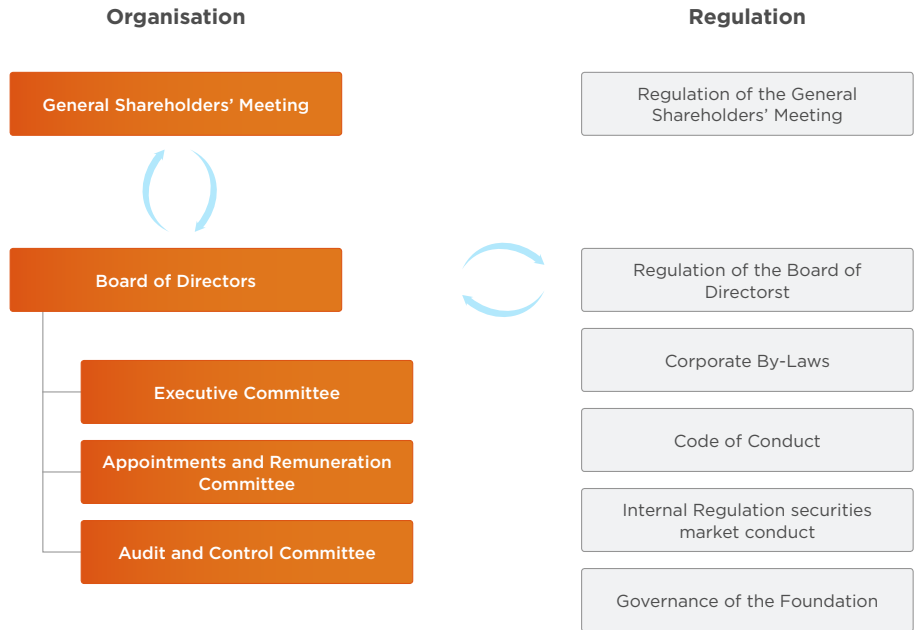 Organisation
General Shareholders’ Meeting
Board of Directors
Executive Committee
Appointments and Remuneration
Committee
Audit and Control Committee
Regulation
Regulation of the General
Shareholders’ Meeting
Regulation of the Board of
Directorst
Corporate By-Laws
Code of Conduct
Internal Regulation securities
market conduct
Governance of the Foundation